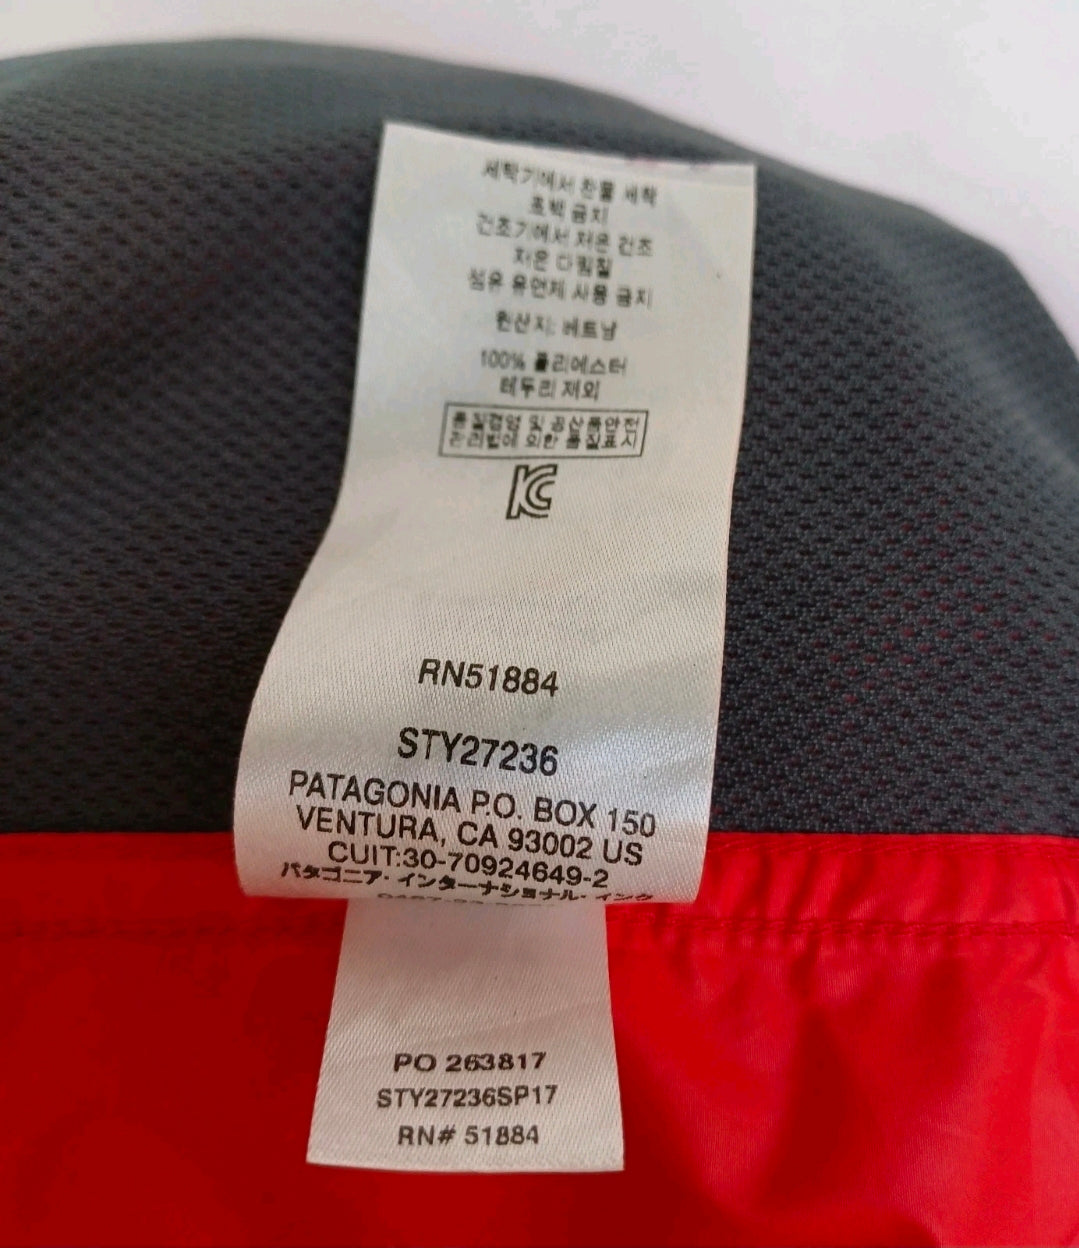 세탁기에서 찬물 세탁
표백 금지
건조기에서 저온 건조
저온 다림질
섬유 유연제 사용 금지
원산지: 베트남
100% 폴리에스터
테두리 제외
품질경영 및 공산품안전
관리법에 의한 품질표시
KC
RN51884
STY27236
PATAGONIA P.O. BOX 150
VENTURA, CA 93002 US
CUIT:30-70924649-2
パタゴニア・インターナショナル・インク
PO 263817
STY27236SP17
RN# 51884